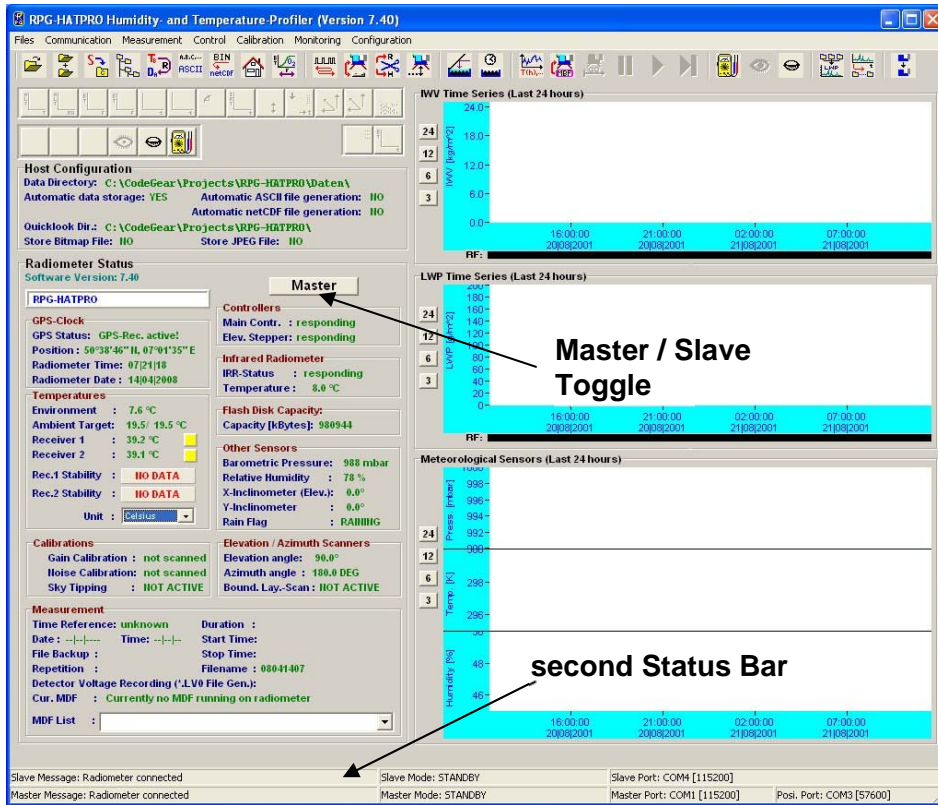 RPG-HATPRO Humidity- and Temperature-Profiler (Version 7.40)
Files Communication Measurement Control Calibration Monitoring Configuration
Host Configuration
Data Directory: C:\CodeGear\Projects\RPG-HATPRO\Daten\
Automatic data storage: YES Automatic ASCII file generation: NO
Automatic netCDF file generation: NO
Quicklook Dir.: C:\CodeGear\Projects\RPG-HATPRO\
Store Bitmap File: NO Store JPEG File: NO
Radiometer Status
Software Version: 7.40
RPG-HATPRO
Master
GPS-Clock
GPS Status: GPS-Rec. active!
Position : 50°38'46" N, 07°01'35" E
Radiometer Time: 07|21|18
Radiometer Date : 14|04|2008
Temperatures
Environment : 7.6 °C
Ambient Target: 19.5/ 19.5 °C
Receiver 1 : 39.2 °C
Receiver 2 : 39.1 °C
Rec.1 Stability : NO DATA
Rec.2 Stability : NO DATA
Unit : Celsius
Controllers
Main Contr. : responding
Elev. Stepper: responding
Infrared Radiometer
IRR-Status : responding
Temperature : 8.0 °C
Flash Disk Capacity:
Capacity [kBytes]: 980944
Other Sensors
Barometric Pressure: 988 mbar
Relative Humidity : 78 %
X-Inclinometer (Elev.): 0.0°
Y-Inclinometer : 0.0°
Rain Flag : RAINING
Calibrations
Gain Calibration : not scanned
Noise Calibration: not scanned
Sky Tipping : NOT ACTIVE
Elevation / Azimuth Scanners
Elevation angle: 90.0°
Azimuth angle : 180.0 DEG
Bound. Lay.-Scan : NOT ACTIVE
Measurement
Time Reference: unknown Duration :
Date : --|--|---- Time: --|--|-- Start Time:
File Backup : Stop Time:
Repetition : Filename : 08041407
Detector Voltage Recording (*.LV0 File Gen.):
Cur. MDF : Currently no MDF running on radiometer
MDF List :
IWV Time Series (Last 24 hours)
24
12
6
3
IWV [kg/m^2]
24.0
18.0
12.0
6.0
0.0
16:00:00 21:00:00 02:00:00 07:00:00
20|08|2001 20|08|2001 21|08|2001 21|08|2001
RF:
LWP Time Series (Last 24 hours)
24
12
6
3
200
180
160
140
120
80
60
40
20
0
16:00:00 21:00:00 02:00:00 07:00:00
20|08|2001 20|08|2001 21|08|2001 21|08|2001
RF:
Master / Slave
Toggle
Meteorological Sensors (Last 24 hours)
24
12
6
3
Press. [mbar]
1000
998
996
994
992
Temp. [K]
298
296
Humidity [%]
48
46
16:00:00 21:00:00 02:00:00 07:00:00
20|08|2001 20|08|2001 21|08|2001 21|08|2001
second Status Bar
Slave Message: Radiometer connected Slave Mode: STANDBY Slave Port: COM4 [115200]
Master Message: Radiometer connected Master Mode: STANDBY Master Port: COM1 [115200] Posi. Port: COM3 [57600]